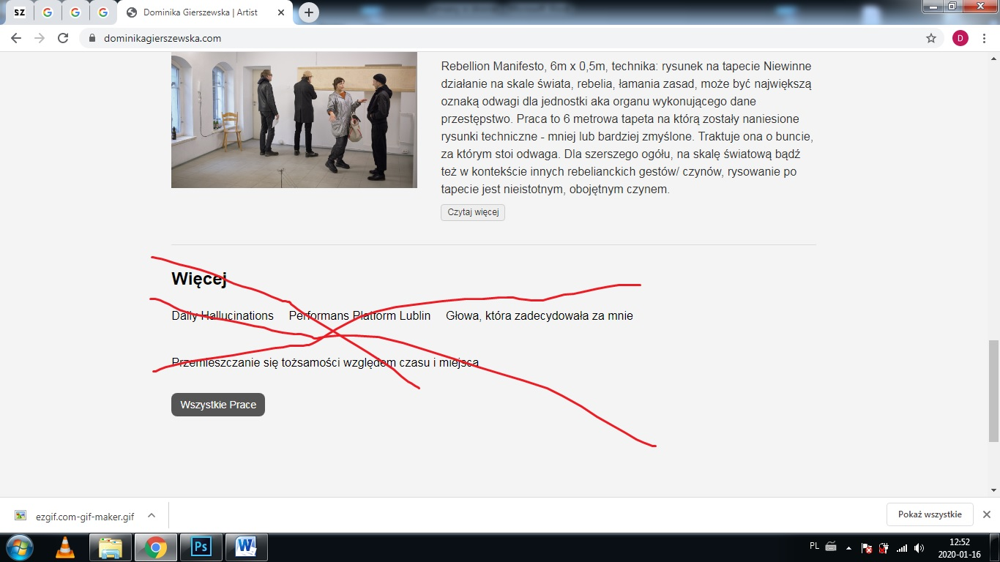 SZ
Dominika Gierszewska | Artist
dominikagierszewska.com
D
Rebellion Manifesto, 6m x 0,5m, technika: rysunek na tapecie Niewinne
działanie na skale świata, rebelia, łamania zasad, może być największą
oznaką odwagi dla jednostki aka organu wykonującego dane
przestępstwo. Praca to 6 metrowa tapeta na którą zostały naniesione
rysunki techniczne - mniej lub bardziej zmyślone. Traktuje ona o buncie,
za którym stoi odwaga. Dla szerszego ogółu, na skalę światową bądź
też w kontekście innych rebelianckich gestów/ czynów, rysowanie po
tapecie jest nieistotnym, obojętnym czynem.
Czytaj więcej
Więcej
Daily Hallucinations Performans Platform Lublin Głowa, która zadecydowała za mnie
Przemieszczanie się tożsamości względem czasu i miejsca
Wszystkie Prace
ezgif.com-gif-maker.gif
Pokaż wszystkie
Ps
W
PL
12:52
2020-01-16